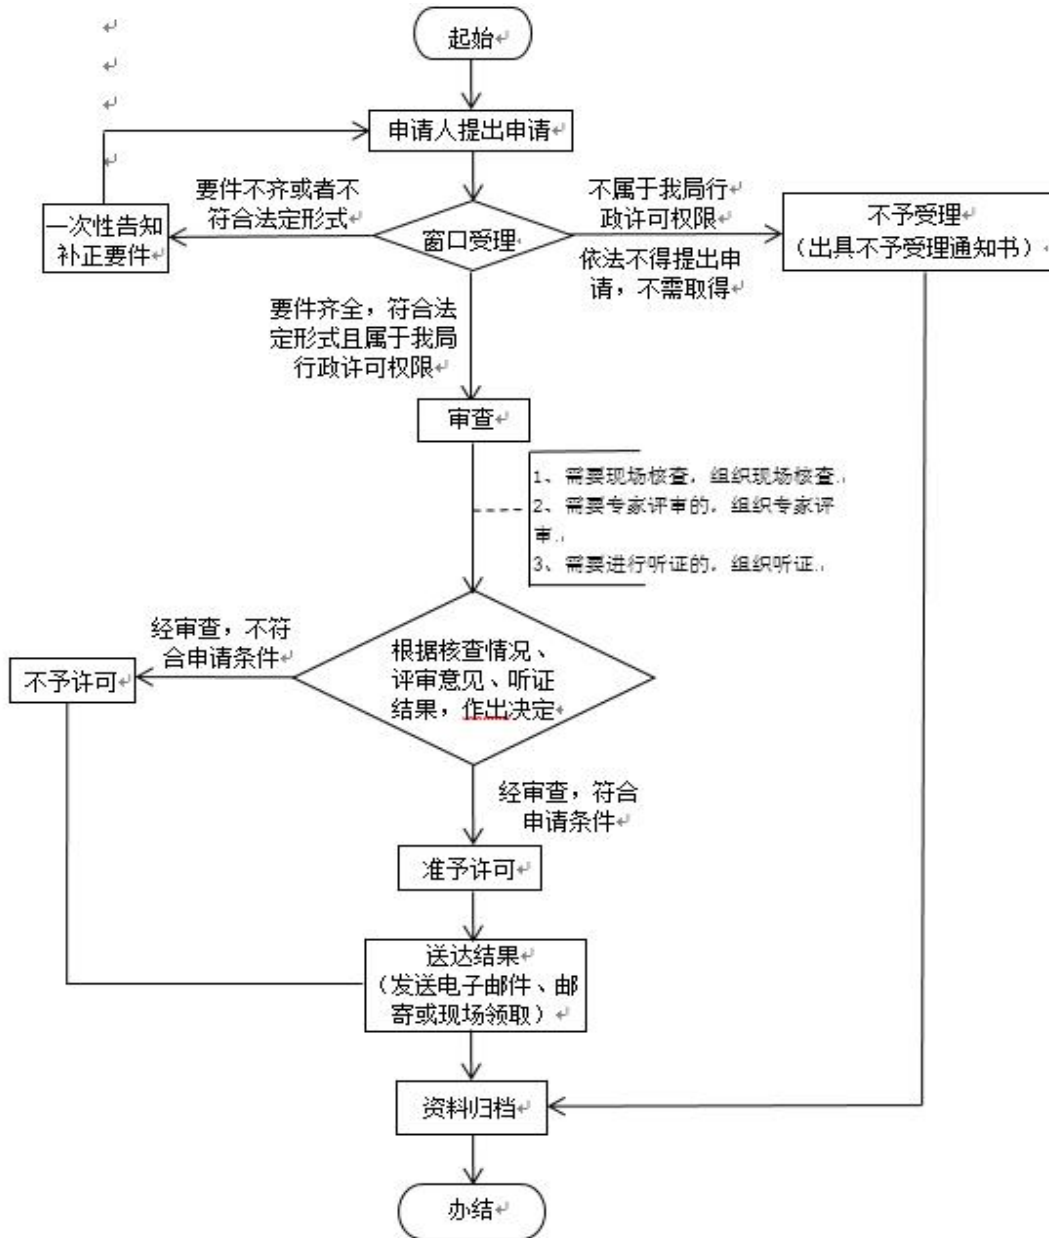 起始
申请人提出申请
要件不齐或者不
符合法定形式
不属于我局行
政许可权限
一次性告知
补正要件
窗口受理
不予受理
（出具不予受理通知书）
依法不得提出申
请，不需取得
要件齐全，符合法
定形式且属于我局
行政许可权限
审查
1、需要现场核查，组织现场核查.
2、需要专家评审的，组织专家评
审.
3、需要进行听证的，组织听证.
经审查，不符
合申请条件
不予许可
根据核查情况、
评审意见、听证
结果，作出决定
经审查，符合
申请条件
准予许可
送达结果
（发送电子邮件、邮
寄或现场领取）
资料归档
办结